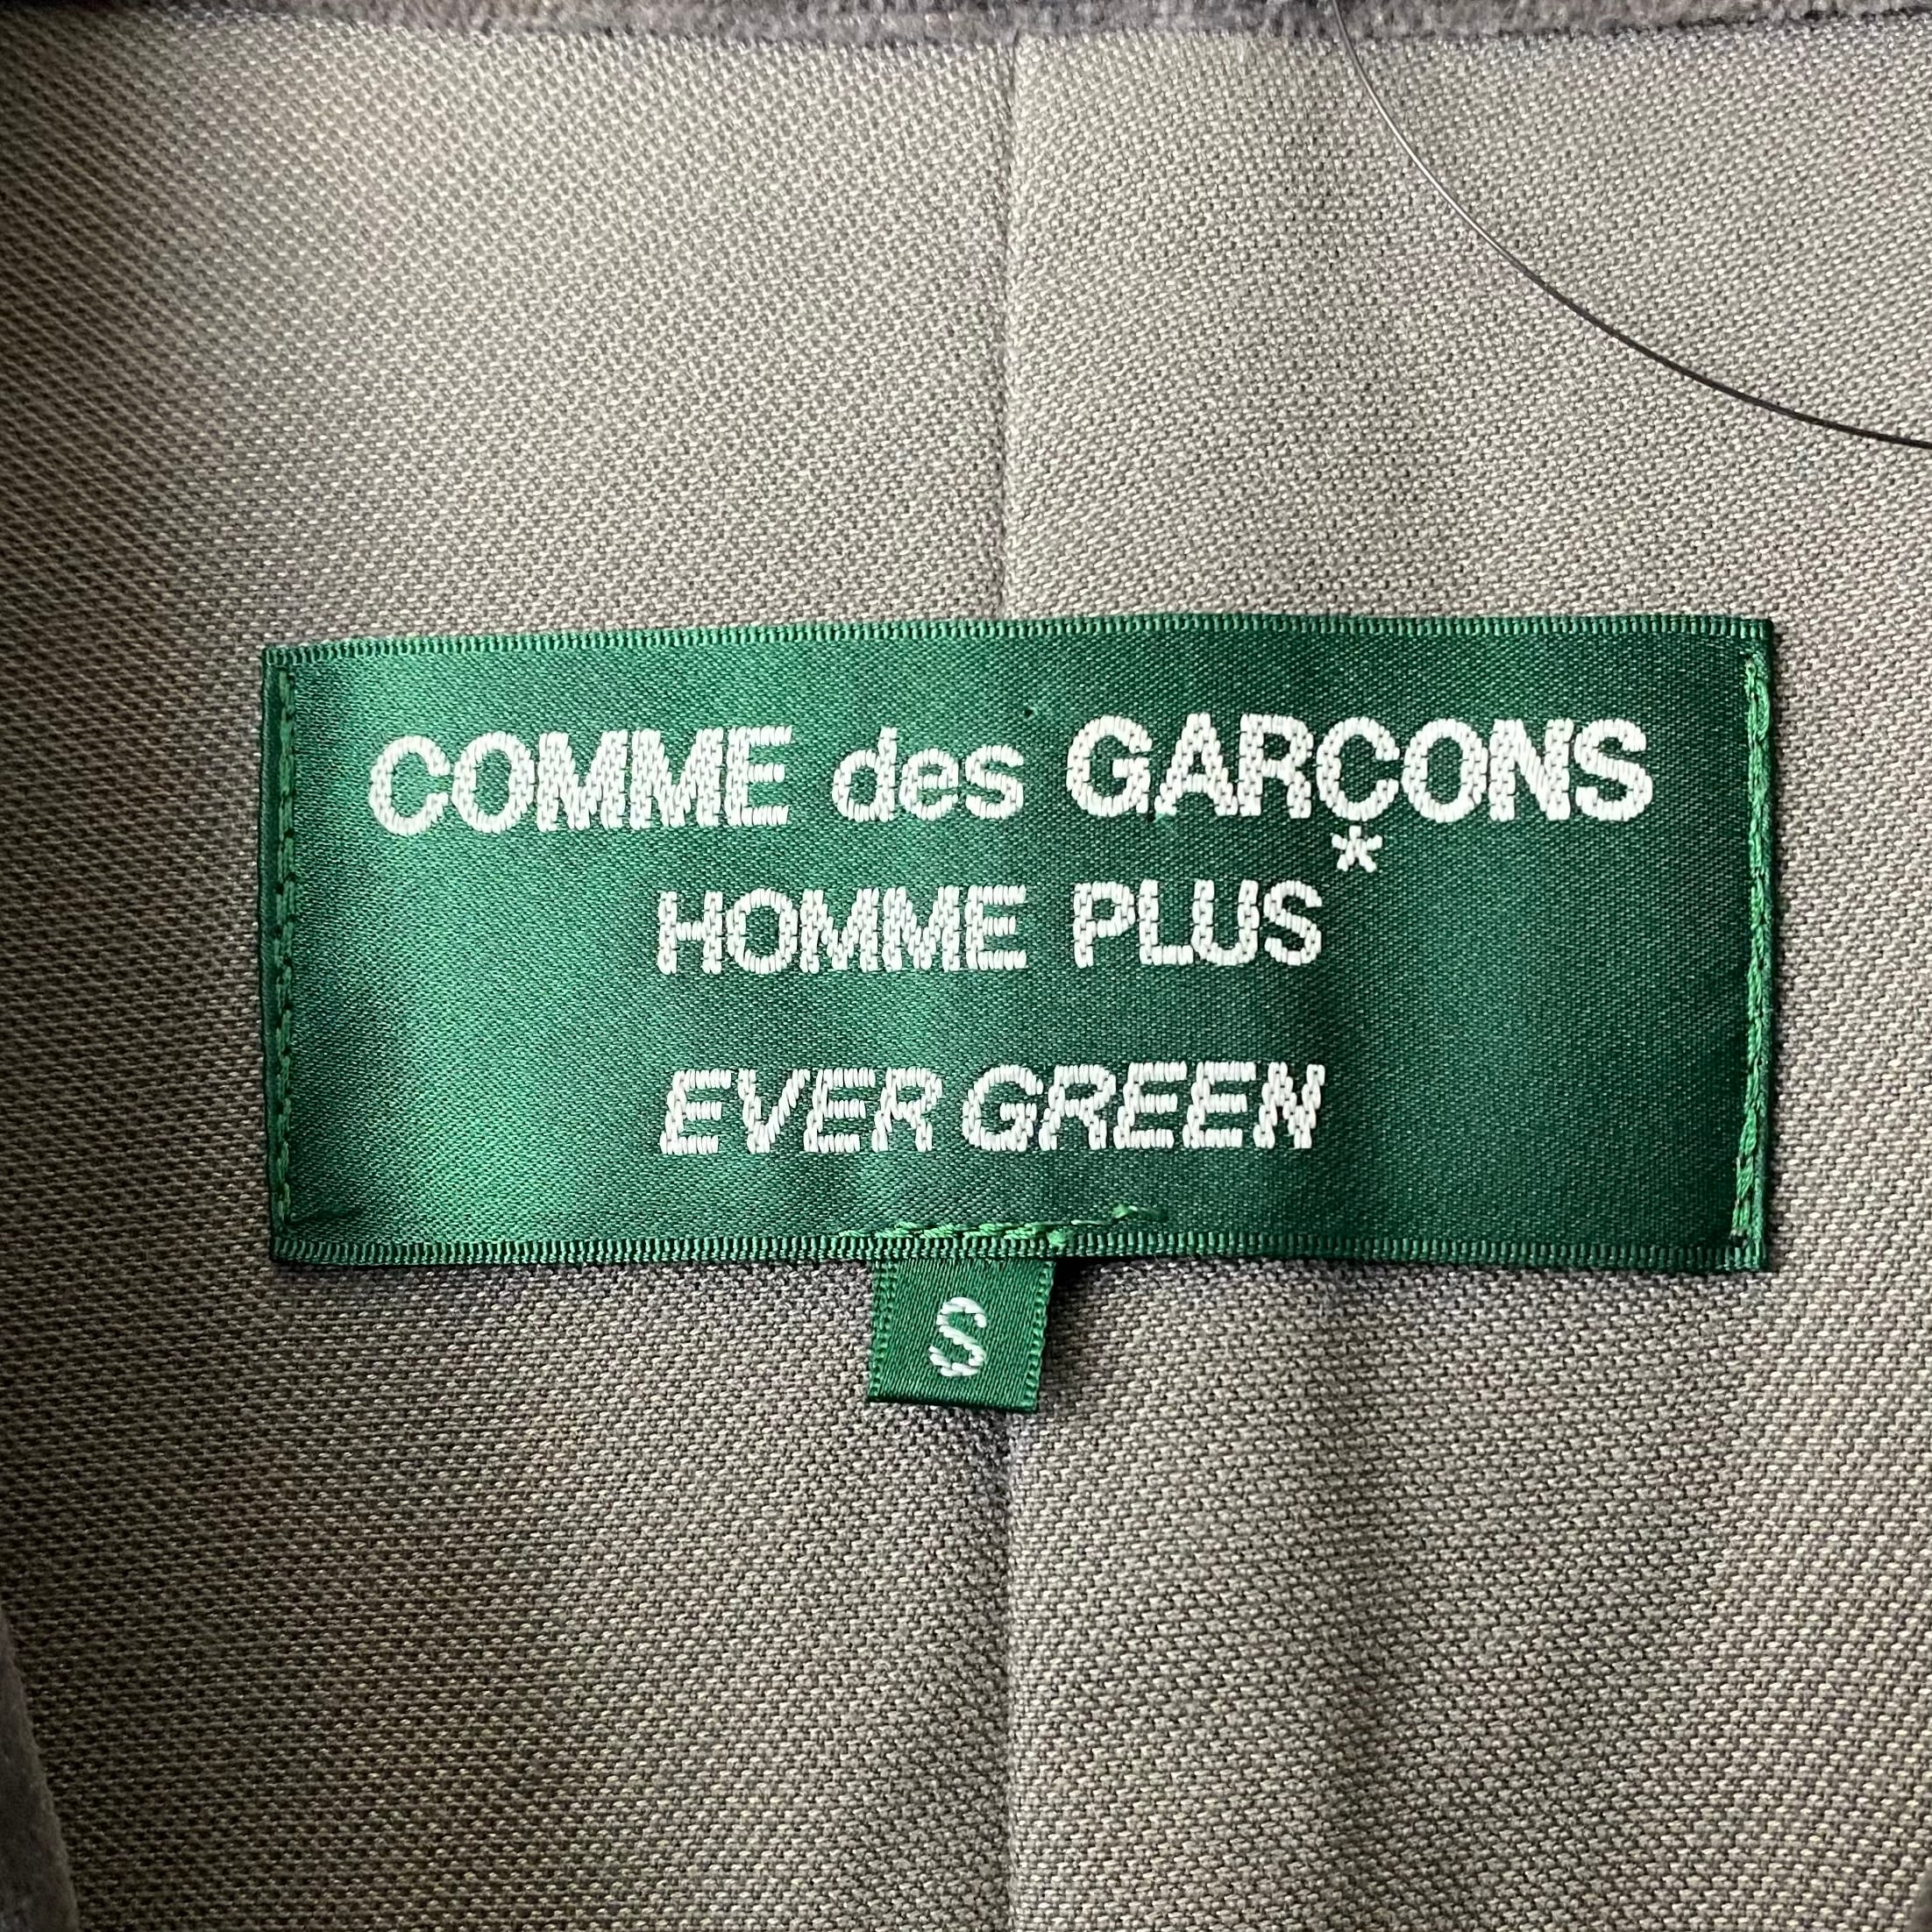 COMME des GARÇONS
HOMME PLUS
EVER GREEN
S